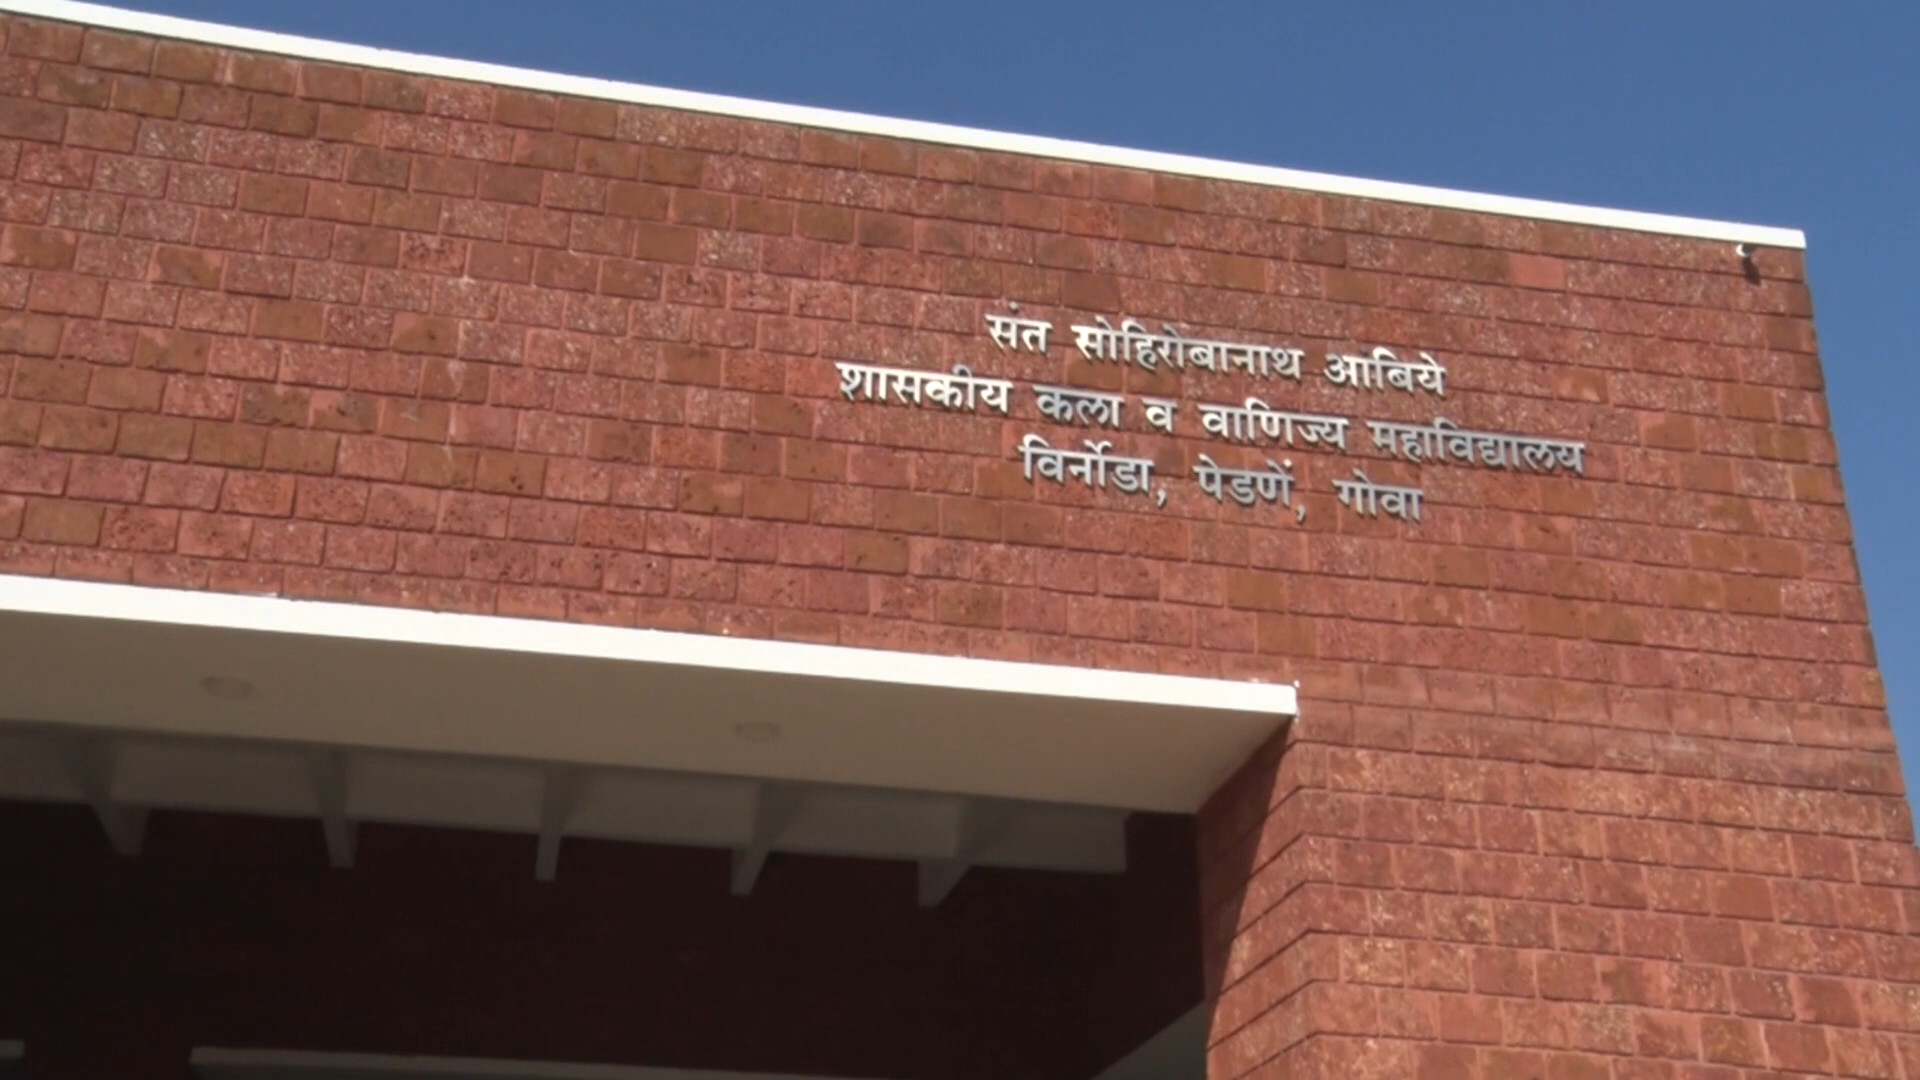 संत सोहिरोबानाथ आंबिये
शासकीय कला व वाणिज्य महाविद्यालय
विर्नोडा, पेडणें, गोवा